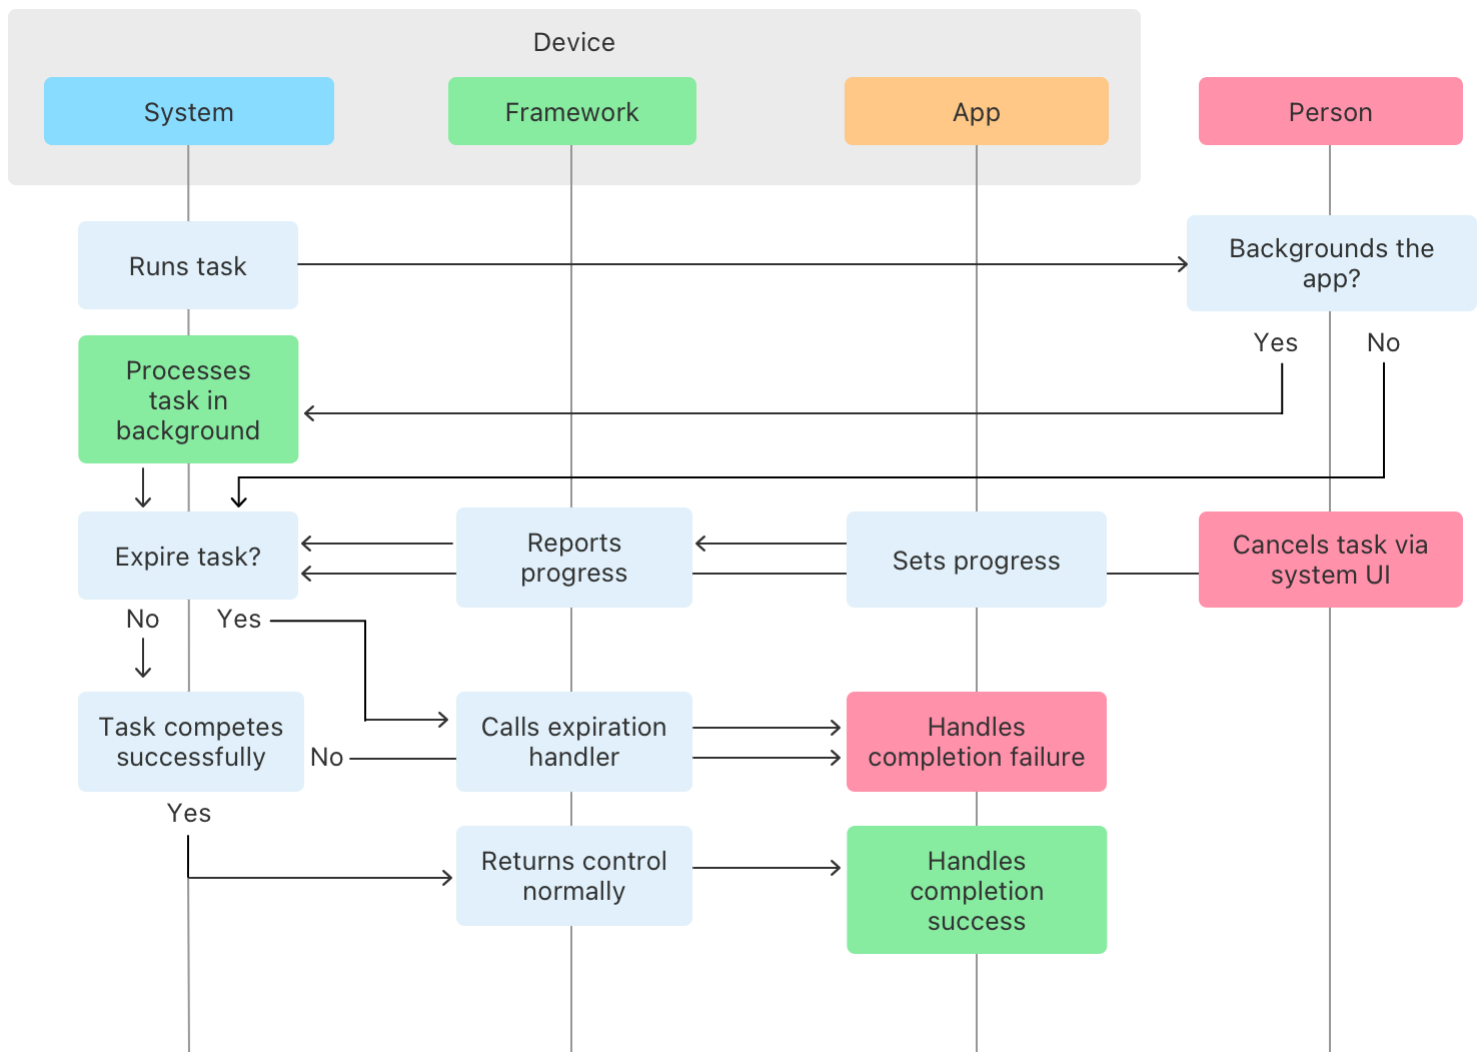 Device
System
Framework
App
Person
Runs task
Backgrounds the
app?
Yes
No
Processes
task in
background
Expire task?
Reports
progress
Sets progress
Cancels task via
system UI
No
Yes
Task competes
successfully
No
Calls expiration
handler
Handles
completion failure
Yes
Returns control
normally
Handles
completion
success